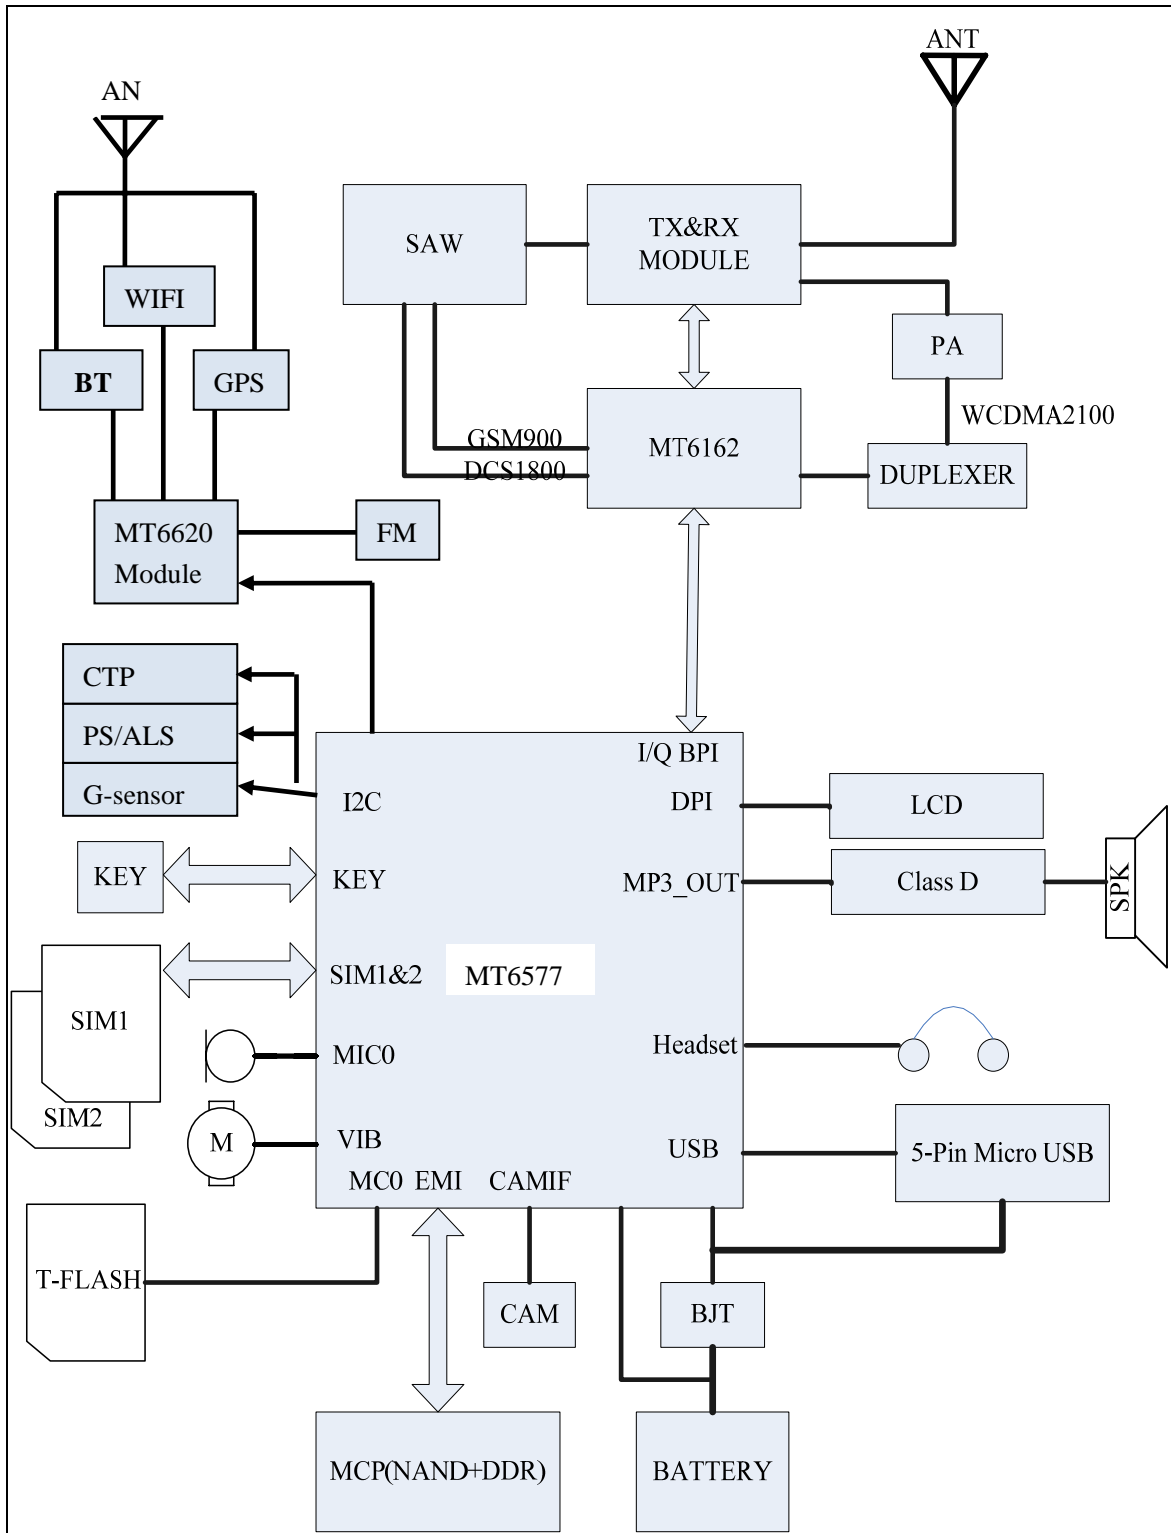 ANT
AN
SAW
TX&RX
MODULE
WIFI
PA
BT
GPS
WCDMA2100
GSM900
MT6162
DCS1800
DUPLEXER
MT6620
Module
FM
CTP
PS/ALS
G-sensor
I/Q BPI
I2C
DPI
LCD
KEY
KEY
MP3_OUT
Class D
SPK
SIM1&2
MT6577
SIM1
SIM2
MIC0
Headset
M
VIB
USB
5-Pin Micro USB
MC0 EMI CAMIF
T-FLASH
CAM
BJT
MCP(NAND+DDR)
BATTERY